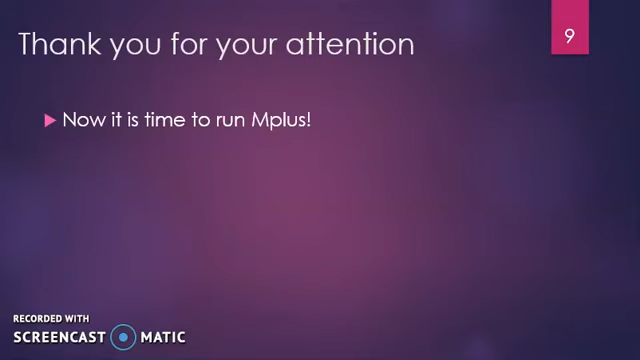 Thank you for your attention
9
Now it is time to run Mplus!
RECORDED WITH
SCREENCAST MATIC